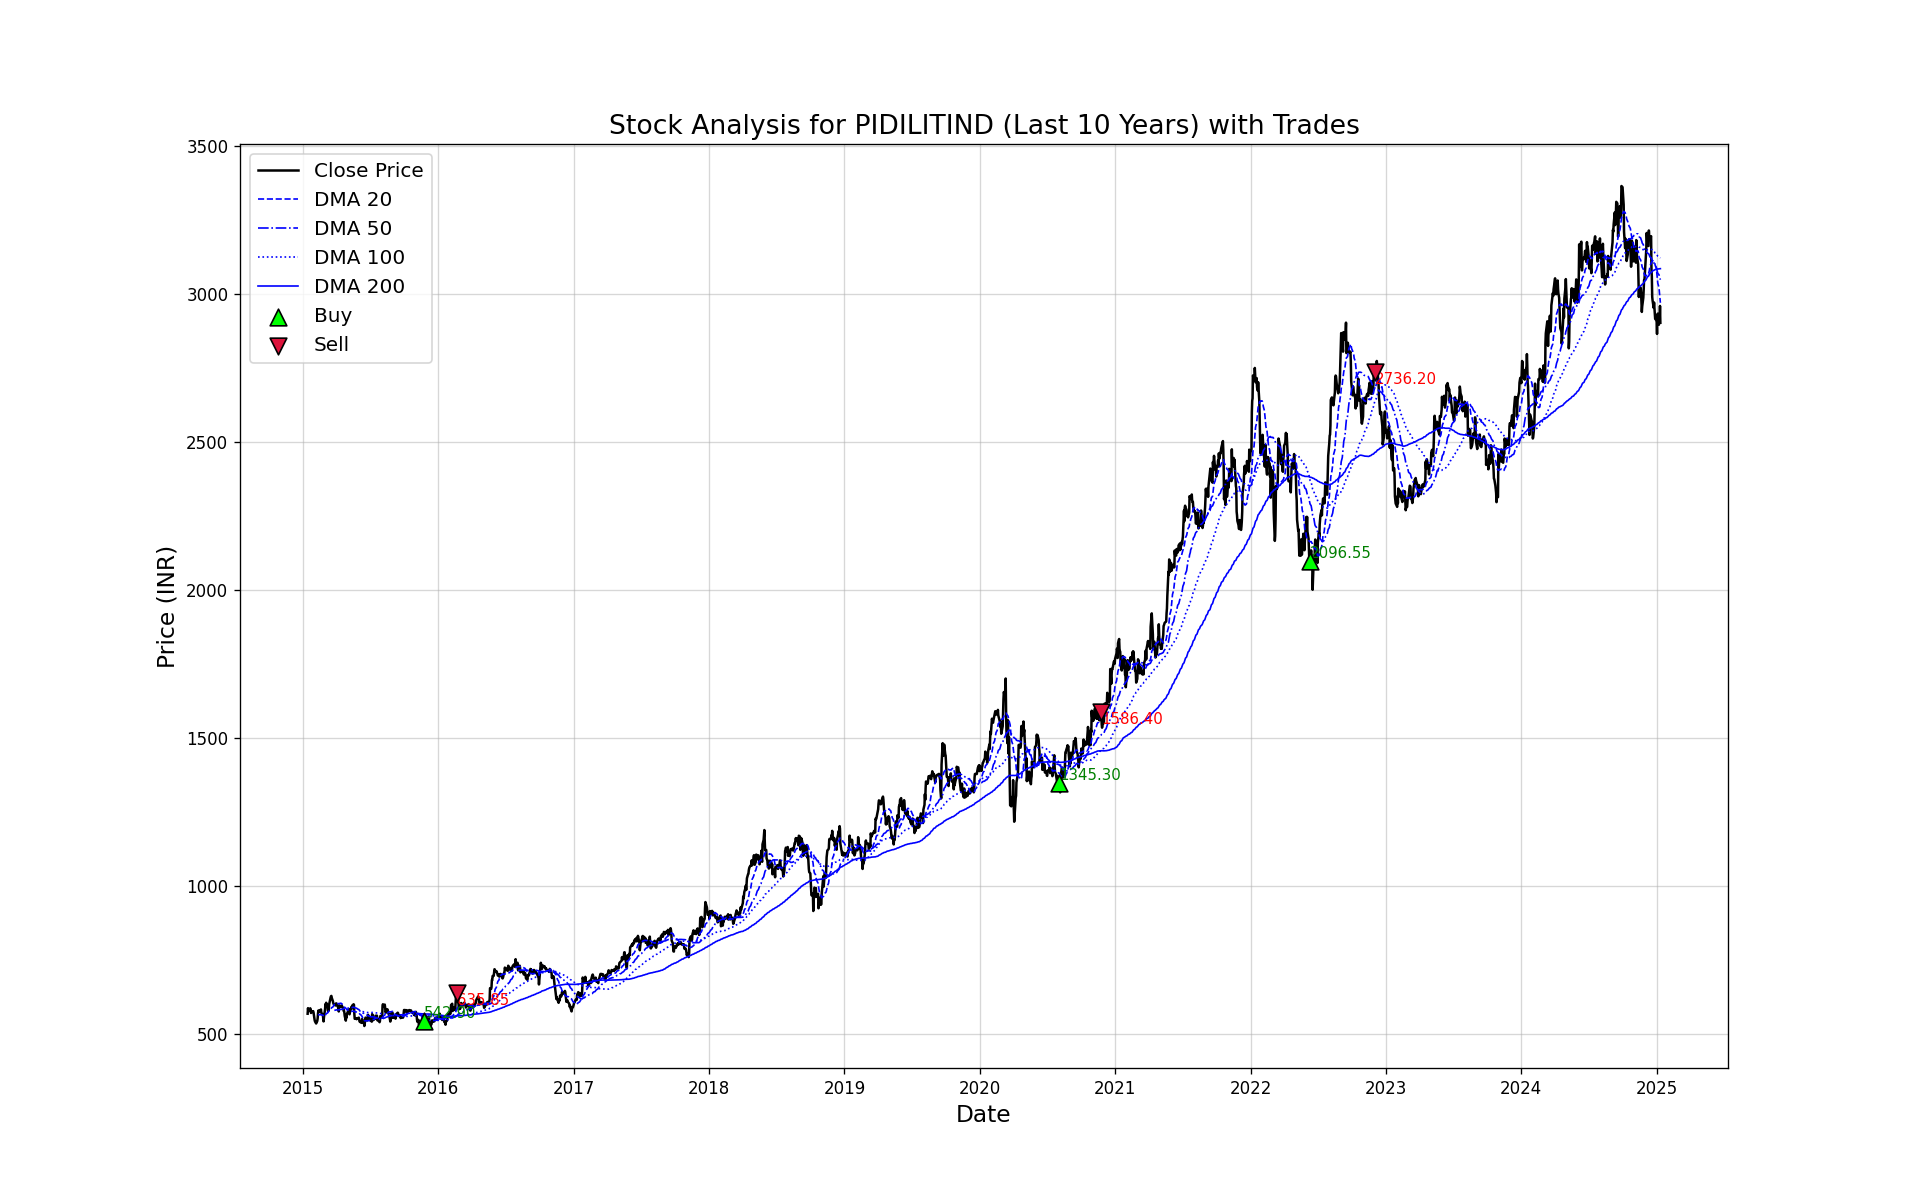 Stock Analysis for PIDILITIND (Last 10 Years) with Trades
Close Price
DMA 20
DMA 50
DMA 100
DMA 200
Buy
Sell
Price (INR)
3500
3000
2500
2000
1500
1000
500
2736.20
2096.55
1586.40
1345.30
635.85
2015
2016
2017
2018
2019
2020
2021
2022
2023
2024
2025
Date